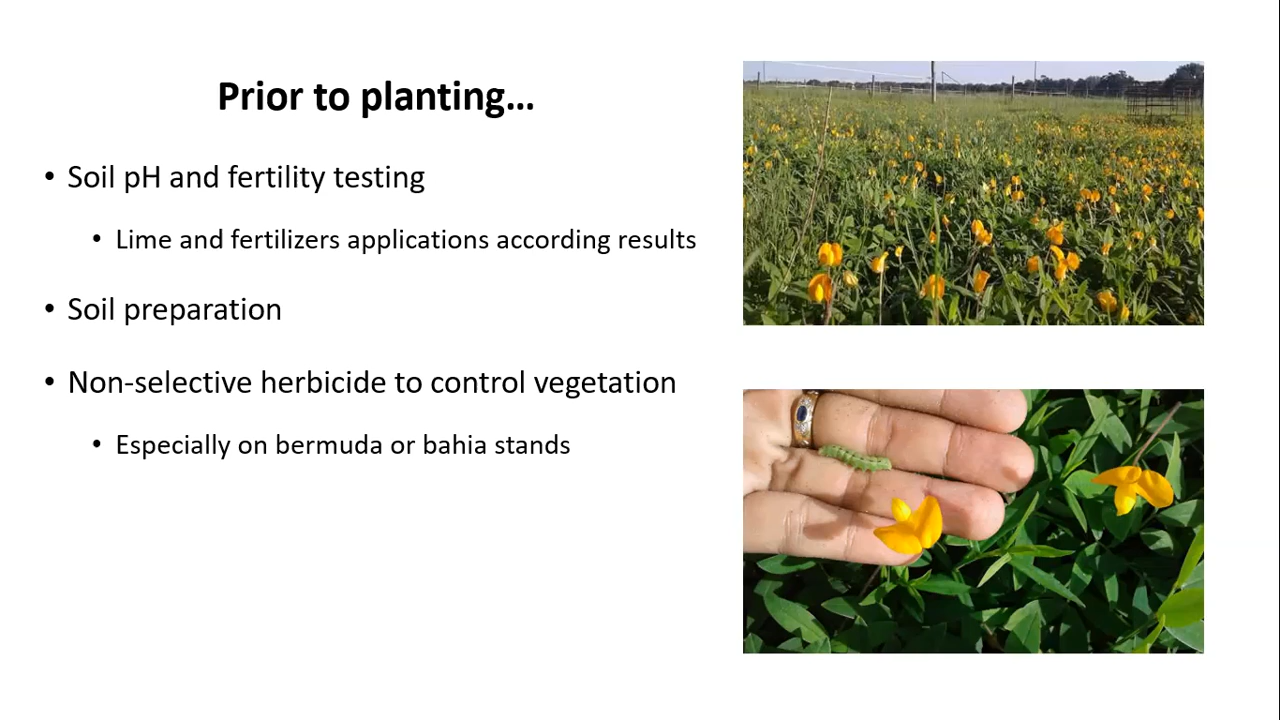 Prior to planting...
• Soil pH and fertility testing
• Lime and fertilizers applications according results
• Soil preparation
• Non-selective herbicide to control vegetation
• Especially on bermuda or bahia stands